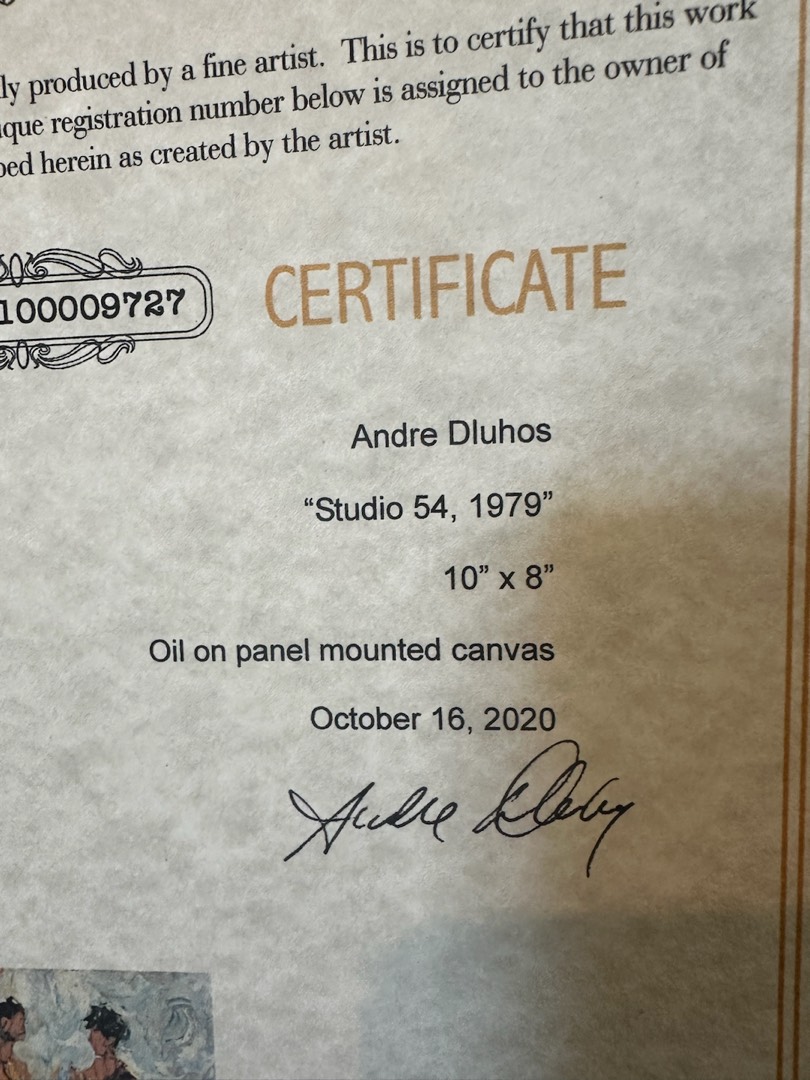 ly produced by a fine artist. This is to certify that this work
que registration number below is assigned to the owner of
bed herein as created by the artist.
100009727
CERTIFICATE
Andre Dluhos
“Studio 54, 1979”
10” x 8”
Oil on panel mounted canvas
October 16, 2020
Andre Dluhos